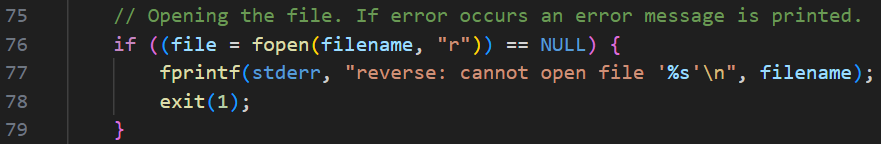 75 // Opening the file. If error occurs an error message is printed.
76 if ((file = fopen(filename, "r")) == NULL) {
77 fprintf(stderr, "reverse: cannot open file '%s'\n", filename);
78 exit(1);
79 }